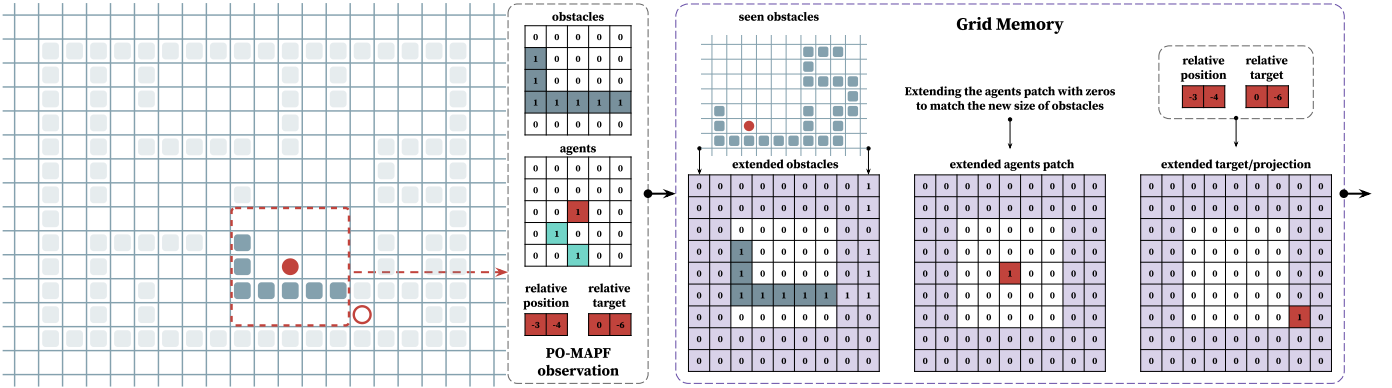 obstacles
0 0 0 0 0
1 0 0 0 0
1 0 0 0 0
1 1 1 1 1
0 0 0 0 0
agents
0 0 0 0 0
0 0 0 0 0
0 0 1 0 0
0 1 0 0 0
0 0 1 0 0
relative position
-3 -4
relative target
0 -6
PO-MAPF
observation
Grid Memory
seen obstacles
extended obstacles
0 0 0 0 0 0 0 0 1
0 0 0 0 0 0 0 0 1
0 0 0 0 0 0 0 0 0
0 0 1 0 0 0 0 0 1
0 0 1 0 0 0 0 0 1
0 0 1 1 1 1 1 1 1
0 0 0 0 0 0 0 0 0
0 0 0 0 0 0 0 0 0
0 0 0 0 0 0 0 0 0
Extending the agents patch with zeros
to match the new size of obstacles
extended agents patch
0 0 0 0 0 0 0 0 0
0 0 0 0 0 0 0 0 0
0 0 0 0 0 0 0 0 0
0 0 0 0 0 0 0 0 0
0 0 0 0 1 0 0 0 0
0 0 0 0 0 0 0 0 0
0 0 0 0 0 0 0 0 0
0 0 0 0 0 0 0 0 0
0 0 0 0 0 0 0 0 0
relative position
-3 -4
relative target
0 -6
extended target/projection
0 0 0 0 0 0 0 0 0
0 0 0 0 0 0 0 0 0
0 0 0 0 0 0 0 0 0
0 0 0 0 0 0 0 0 0
0 0 0 0 0 0 0 0 0
0 0 0 0 0 0 0 0 0
0 0 0 0 0 0 0 1 0
0 0 0 0 0 0 0 0 0
0 0 0 0 0 0 0 0 0